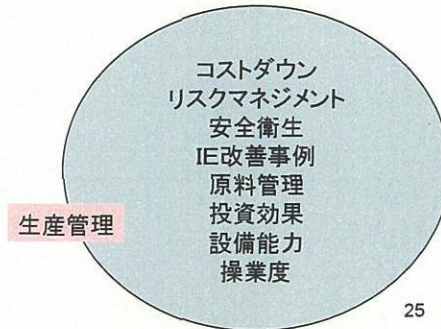 コストダウン
リスクマネジメント
安全衛生
IE改善事例
原料管理
投資効果
設備能力
操業度
生産管理
25